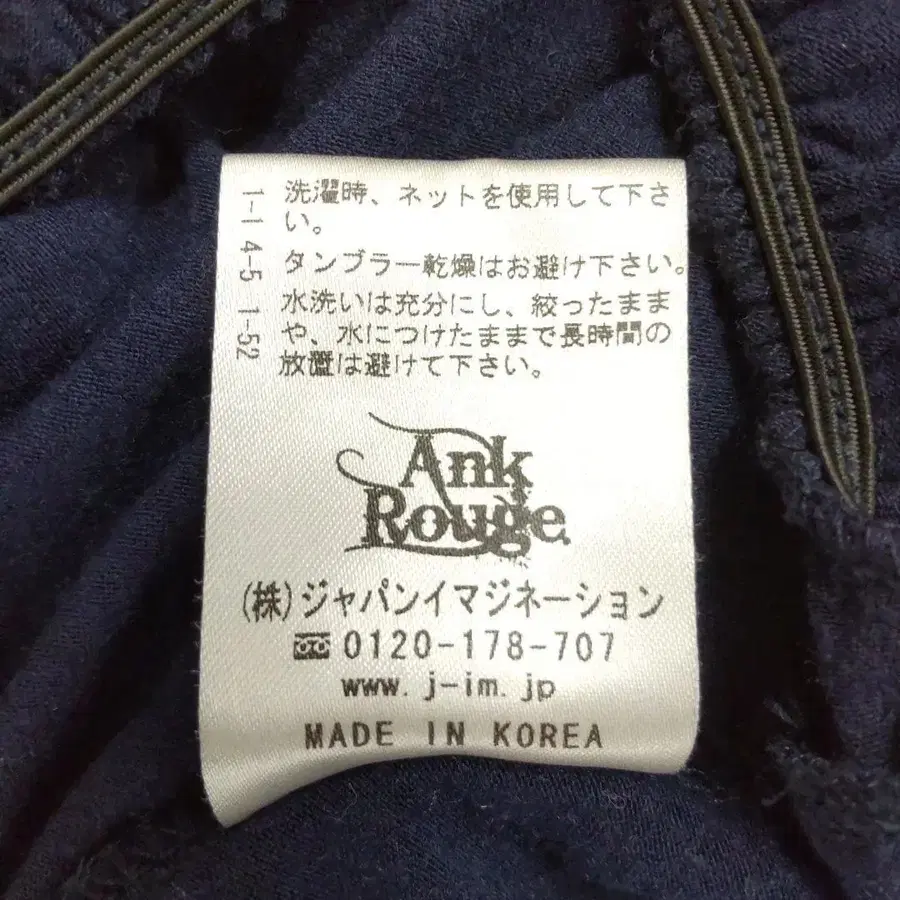 洗濯時、ネットを使用して下さ
い。
タンブラー乾燥はお避け下さい。
水洗いは充分にし、絞ったまま
や、水につけたままで長時間の
放置は避けて下さい。
1-1 4-5 1-52
Ank
Rouge
(株)ジャパンイマジネーション
0120-178-707
www.j-im.jp
MADE IN KOREA